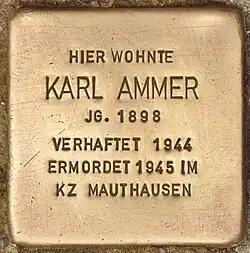 HIER WOHNTE
KARL AMMER
JG. 1898
VERHAFTET 1944
ERMORDET 1945 IM
KZ MAUTHAUSEN